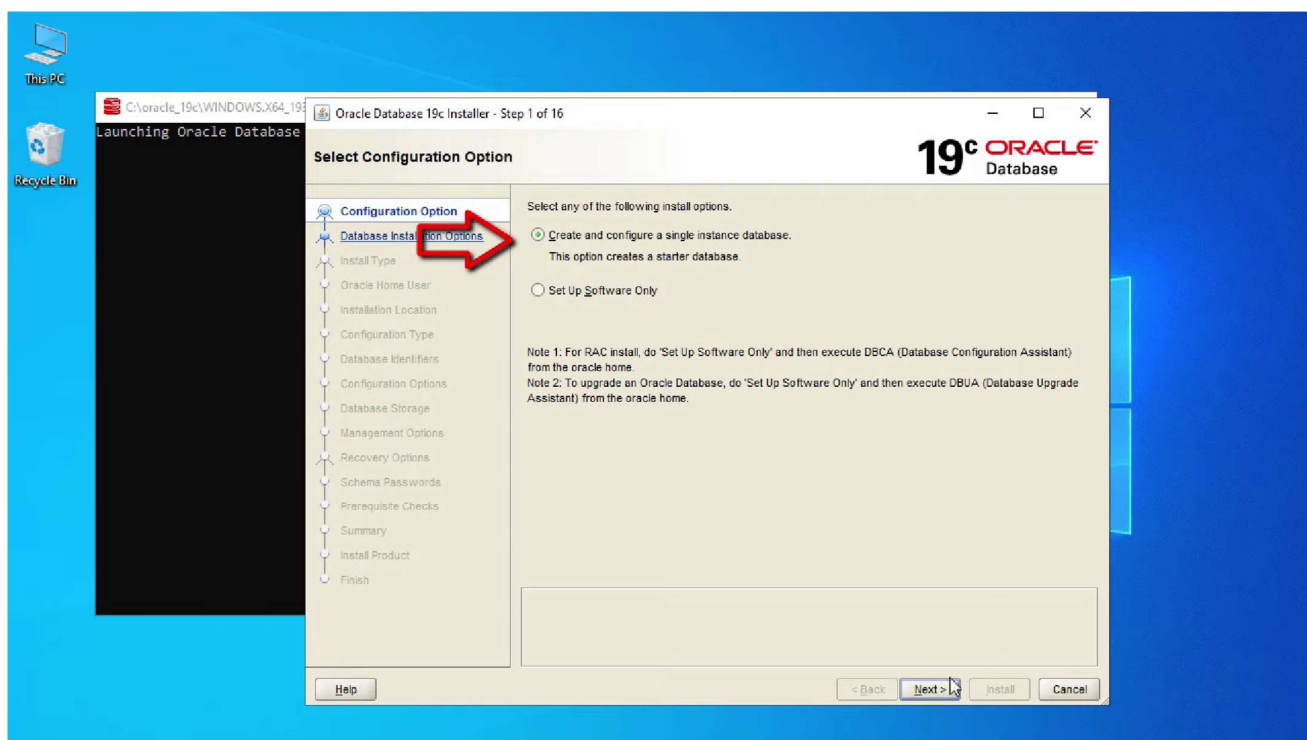 This PC
Recycle Bin
C:\oracle_19c\WINDOWS.X64_193
Launching Oracle Database
Oracle Database 19c Installer - Step 1 of 16
Select Configuration Option
19c ORACLE
Database
Configuration Option
Database Installation Options
Install Type
Oracle Home User
Installation Location
Configuration Type
Database Identifiers
Configuration Options
Database Storage
Management Options
Recovery Options
Schema Passwords
Prerequisite Checks
Summary
Install Product
Finish
Select any of the following install options.
Create and configure a single instance database.
This option creates a starter database.
Set Up Software Only
Note 1: For RAC install, do 'Set Up Software Only' and then execute DBCA (Database Configuration Assistant)
from the oracle home.
Note 2: To upgrade an Oracle Database, do 'Set Up Software Only' and then execute DBUA (Database Upgrade
Assistant) from the oracle home.
Help
< Back
Next >
Install
Cancel